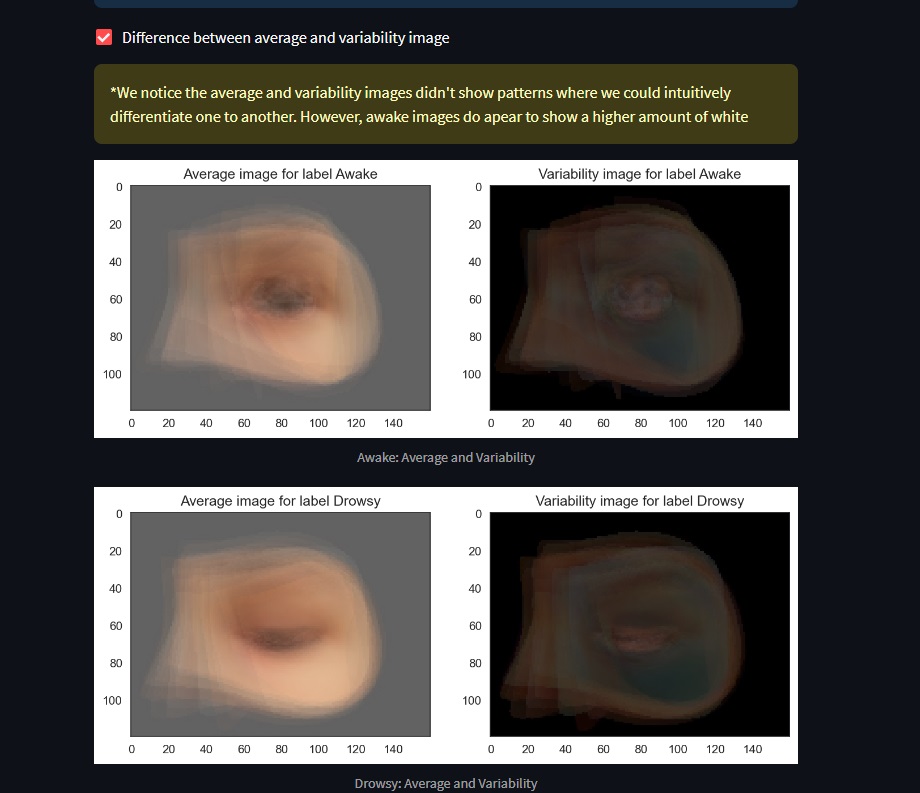 Difference between average and variability image
*We notice the average and variability images didn't show patterns where we could intuitively
differentiate one to another. However, awake images do apear to show a higher amount of white
Average image for label Awake
0
20
40
60
80
100
0 20 40 60 80 100 120 140
Variability image for label Awake
0
20
40
60
80
100
0 20 40 60 80 100 120 140
Awake: Average and Variability
Average image for label Drowsy
0
20
40
60
80
100
0 20 40 60 80 100 120 140
Variability image for label Drowsy
0
20
40
60
80
100
0 20 40 60 80 100 120 140
Drowsy: Average and Variability